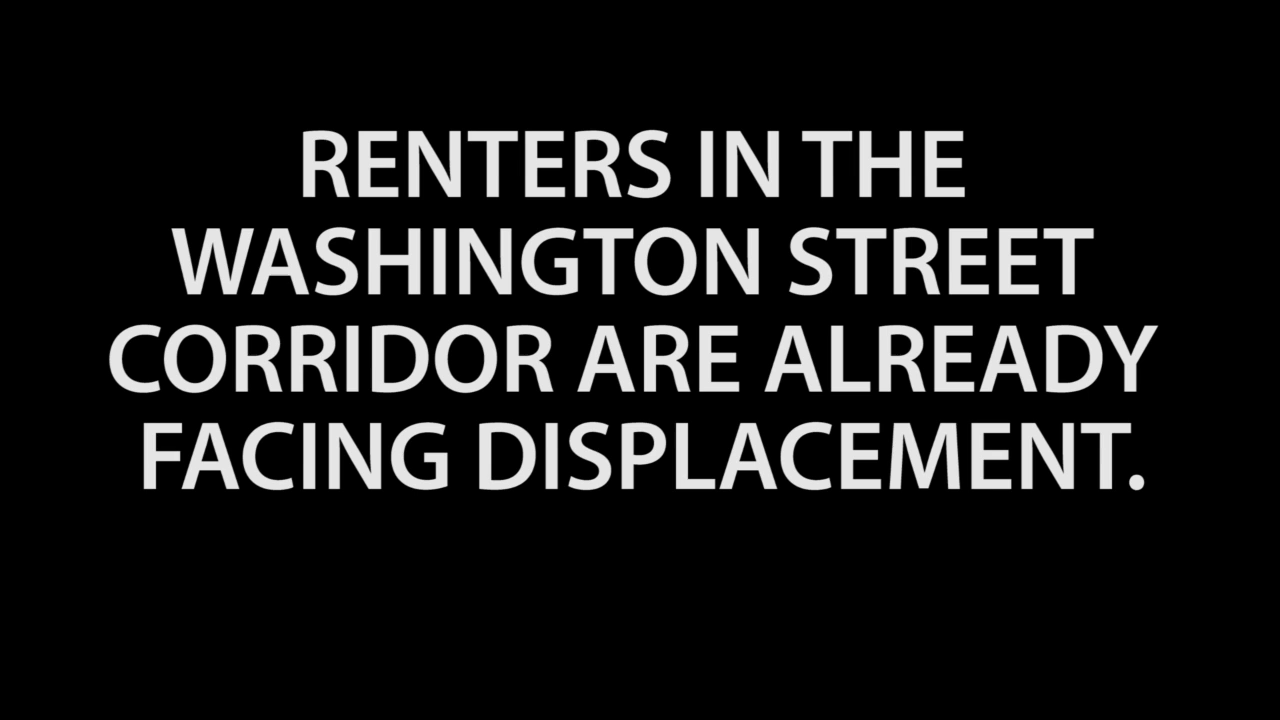 RENTERS IN THE
WASHINGTON STREET
CORRIDOR ARE ALREADY
FACING DISPLACEMENT.